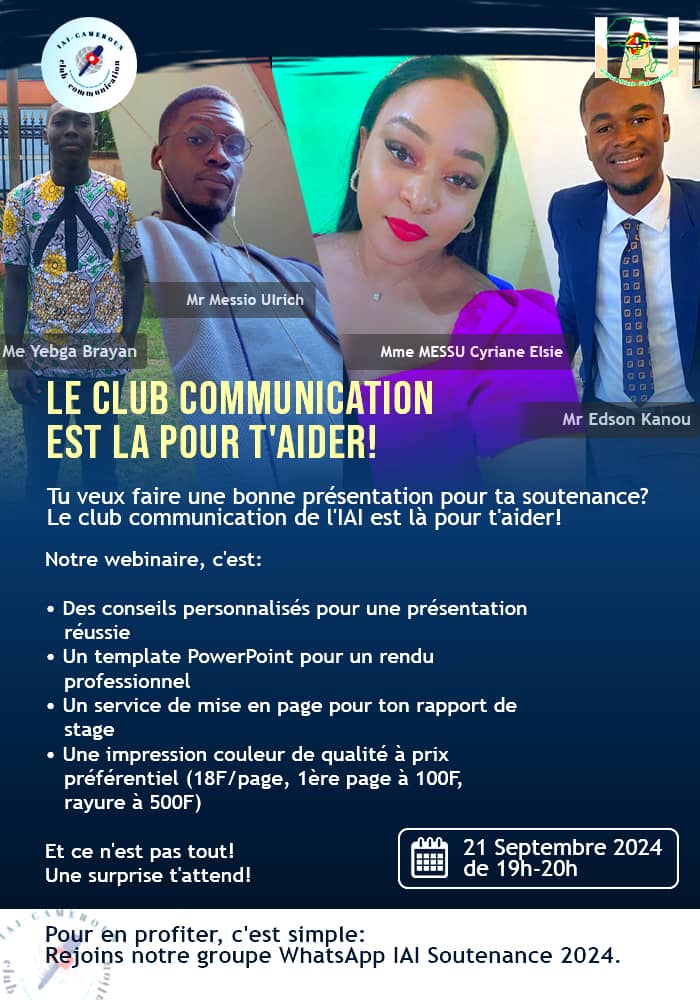 IAI-CAMEROUN
club communication
Mr Messio Ulrich
Me Yebga Brayan
Mme MESSU Cyriane Elsie
Mr Edson Kanou
LE CLUB COMMUNICATION
EST LA POUR T'AIDER!
Tu veux faire une bonne présentation pour ta soutenance?
Le club communication de l'IAI est là pour t'aider!
Notre webinaire, c'est:
• Des conseils personnalisés pour une présentation
réussie
• Un template PowerPoint pour un rendu
professionnel
• Un service de mise en page pour ton rapport de
stage
• Une impression couleur de qualité à prix
préférentiel (18F/page, 1ère page à 100F,
rayure à 500F)
Et ce n'est pas tout!
Une surprise t'attend!
21 Septembre 2024
de 19h-20h
Pour en profiter, c'est simple:
Rejoins notre groupe WhatsApp IAI Soutenance 2024.